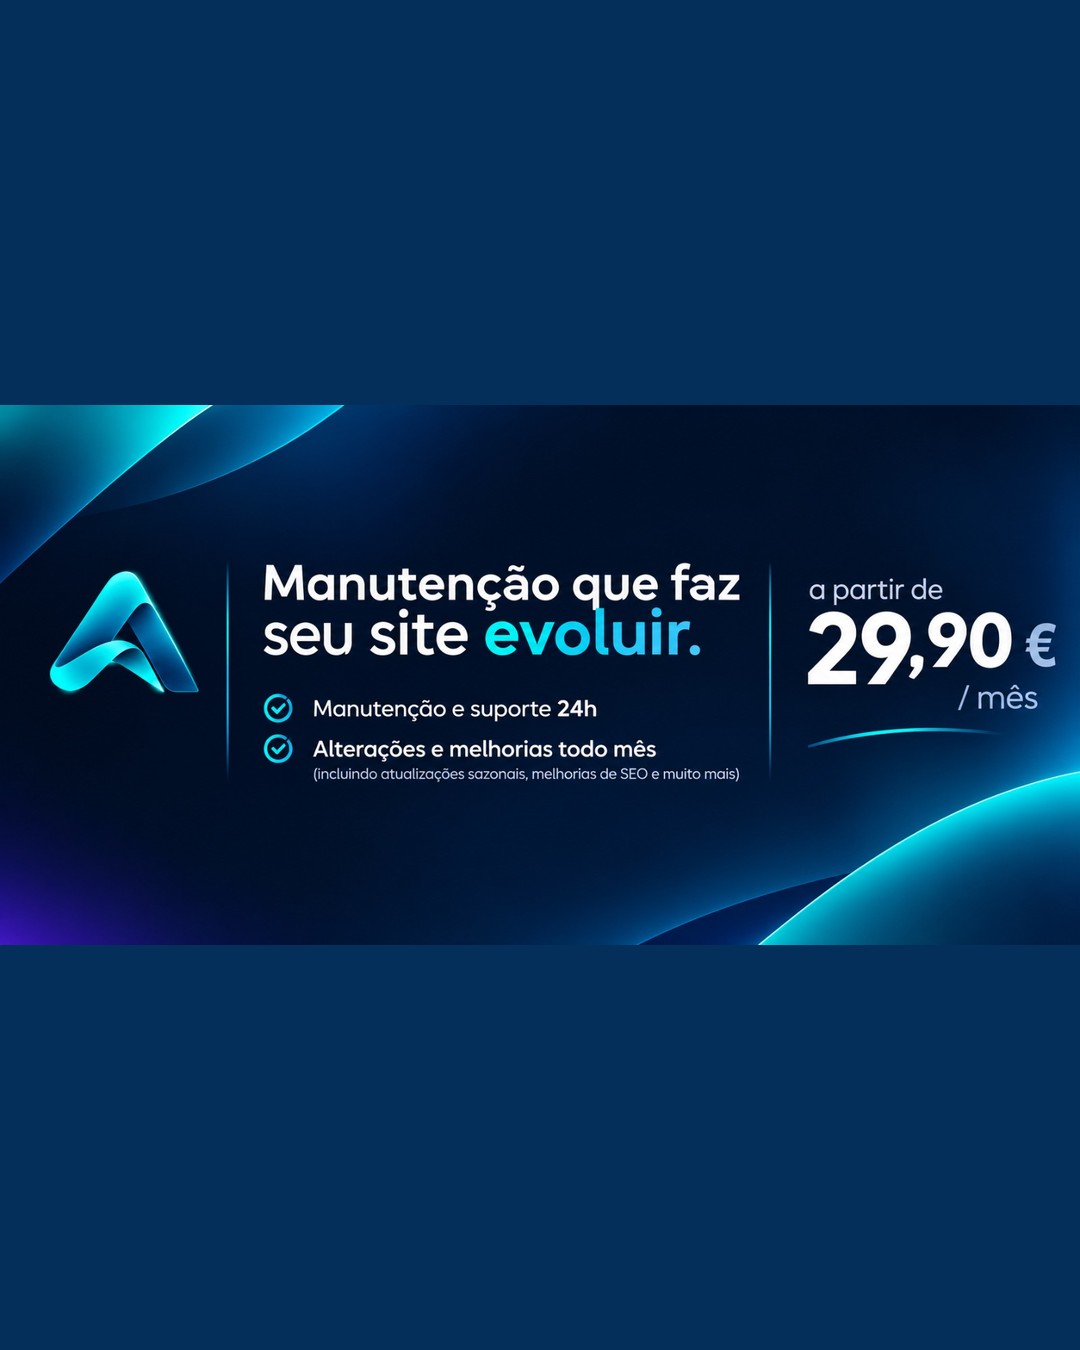 Manutenção que faz
seu site evoluir.
Manutenção e suporte 24h
Alterações e melhorias todo mês
(incluindo atualizações sazonais, melhorias de SEO e muito mais)
a partir de
29,90 €
/ mês